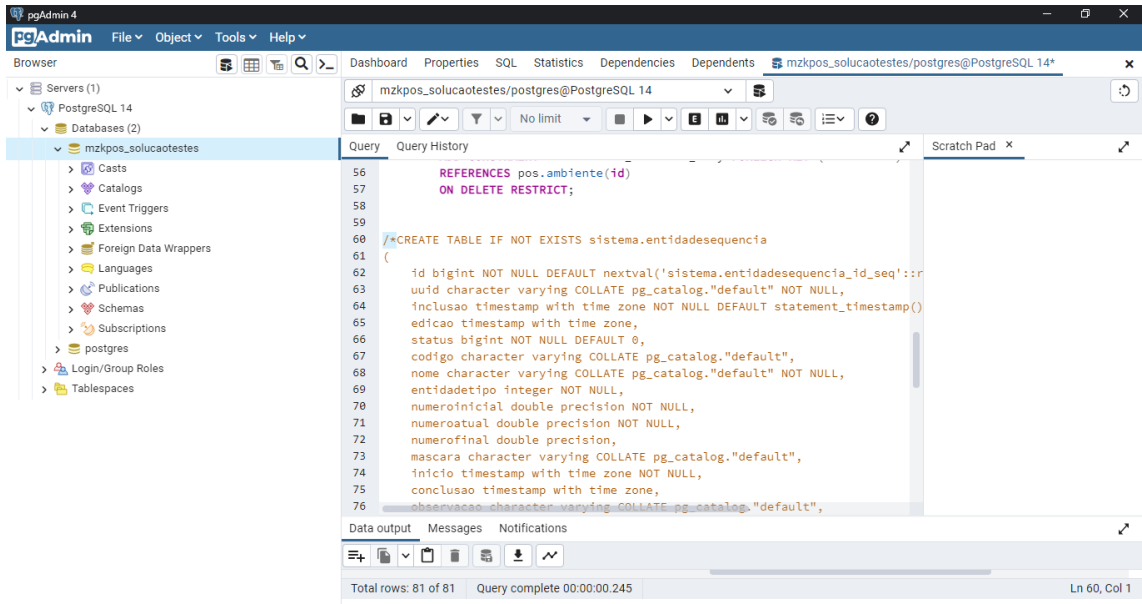 pgAdmin 4
pgAdmin File Object Tools Help
Browser
Servers (1)
PostgreSQL 14
Databases (2)
mzkpos_solucaotestes
Casts
Catalogs
Event Triggers
Extensions
Foreign Data Wrappers
Languages
Publications
Schemas
Subscriptions
postgres
Login/Group Roles
Tablespaces
Dashboard Properties SQL Statistics Dependencies Dependents mzkpos_solucaotestes/postgres@PostgreSQL 14*
mzkpos_solucaotestes/postgres@PostgreSQL 14
No limit E
Query Query History
Scratch Pad
56 REFERENCES pos.ambiente(id)
57 ON DELETE RESTRICT;
58
59
60 /*CREATE TABLE IF NOT EXISTS sistema.entidadesequencia
61 (
62 id bigint NOT NULL DEFAULT nextval('sistema.entidadesequencia_id_seq'::r
63 uuid character varying COLLATE pg_catalog."default" NOT NULL,
64 inclusao timestamp with time zone NOT NULL DEFAULT statement_timestamp()
65 edicao timestamp with time zone,
66 status bigint NOT NULL DEFAULT 0,
67 codigo character varying COLLATE pg_catalog."default",
68 nome character varying COLLATE pg_catalog."default" NOT NULL,
69 entidadetipo integer NOT NULL,
70 numeroinicial double precision NOT NULL,
71 numeroatual double precision NOT NULL,
72 numerofinal double precision,
73 mascara character varying COLLATE pg_catalog."default",
74 inicio timestamp with time zone NOT NULL,
75 conclusao timestamp with time zone,
76 observacao character varying COLLATE pg_catalog."default",
Data output Messages Notifications
Total rows: 81 of 81 Query complete 00:00:00.245 Ln 60, Col 1